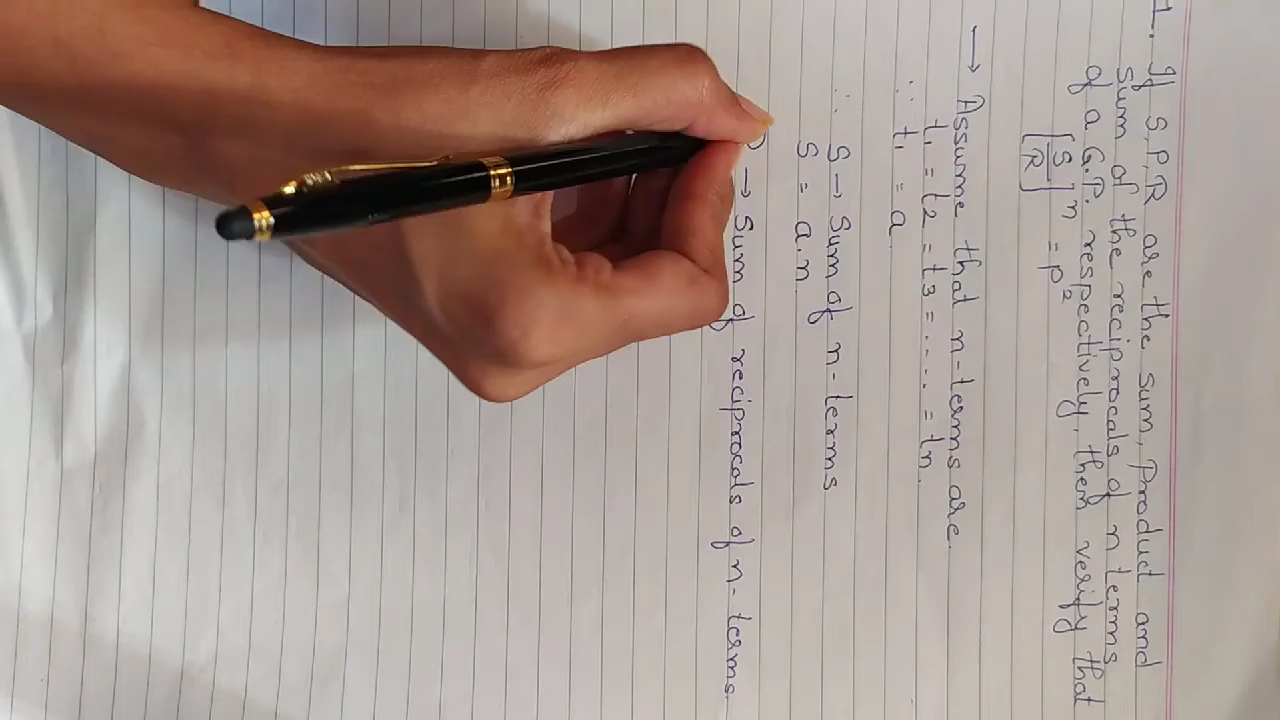 1. If S, P, R are the sum, product and
sum of the reciprocals of n terms
of a G.P. respectively, then verify that
[S/R]ⁿ = p²
→ Assume that n-terms are
t₁ = t₂ = t₃ = ..... = tn.
∵ t₁ = a
∴ S → Sum of n-terms
S = a.n
→ Sum of reciprocals of n-terms